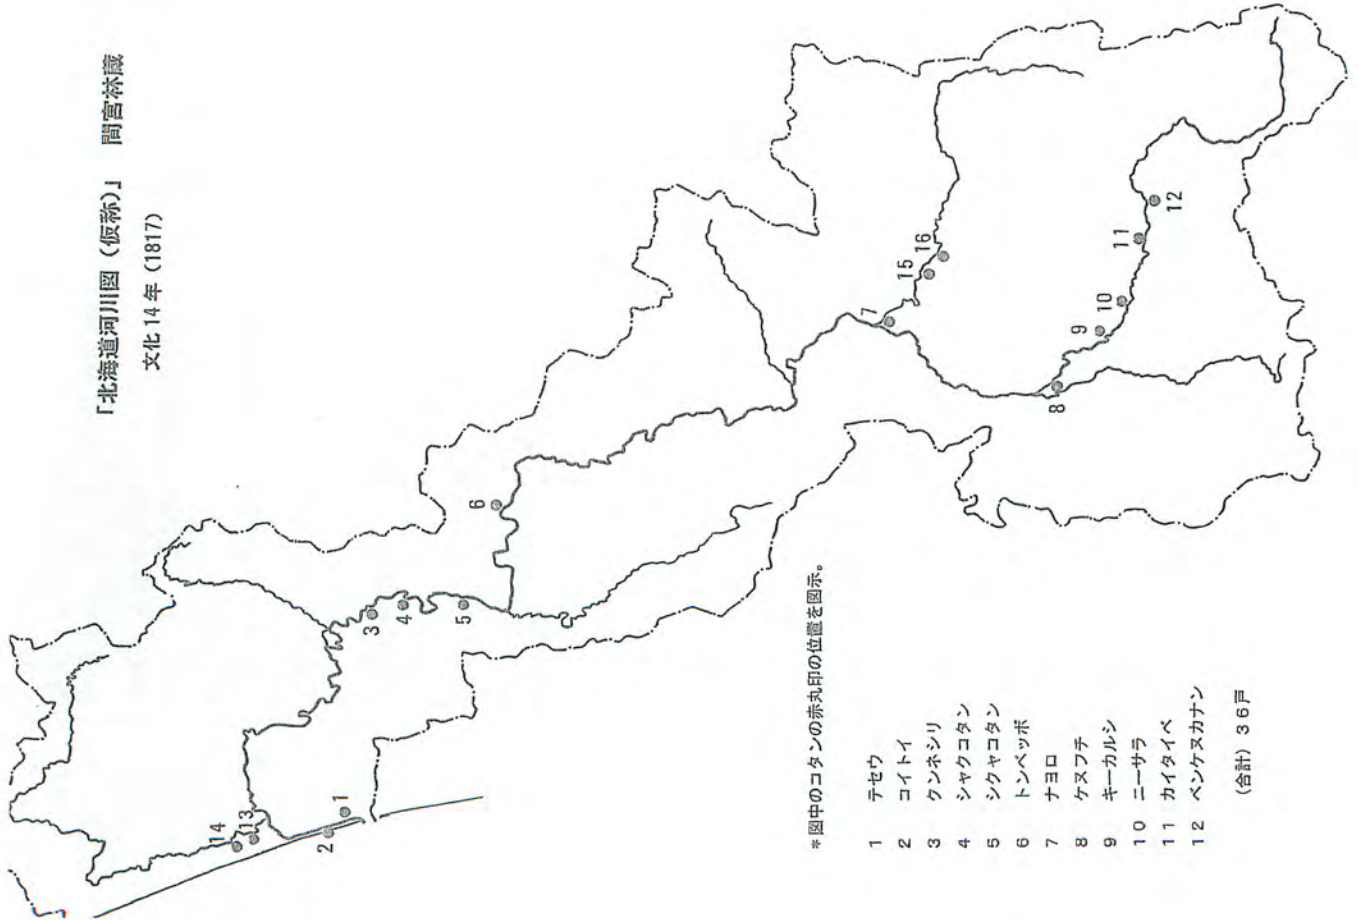 「北海道河川図（仮称）」 間宮林蔵
文化14年（1817）
14
13
2
1
3
4
5
6
7
15
16
8
9
10
11
12
＊図中のコタンの赤丸印の位置を図示。
1 テセウ
2 コイトイ
3 クンネシリ
4 シャクコタン
5 シクヤコタン
6 トンベッボ
7 ナヨロ
8 ケヌフチ
9 キーカルシ
10 ニーサラ
11 カイタイベ
12 ペンケヌカナン
（合計）36戸